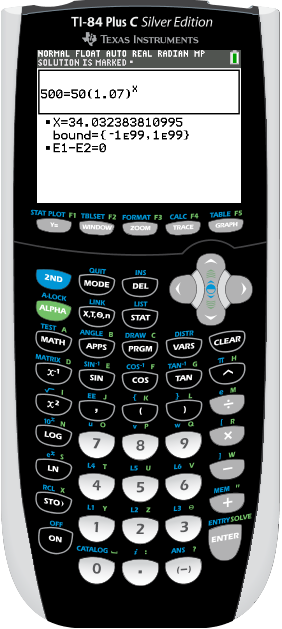 TI-84 Plus C Silver Edition
TEXAS INSTRUMENTS
NORMAL FLOAT AUTO REAL RADIAN MP
SOLUTION IS MARKED ▪
500=50(1.07)ˣ
▪ X=34.032383810995
bound={-1ᴇ99,1ᴇ99}
▪ E1-E2=0
STAT PLOT F1 TBLSET F2 FORMAT F3 CALC F4 TABLE F5
Y= WINDOW ZOOM TRACE GRAPH
QUIT INS
2ND MODE DEL
A-LOCK LINK LIST
ALPHA X,T,θ,n STAT
TEST A ANGLE B DRAW C DISTR
MATH APPS PRGM VARS CLEAR
MATRIX D SIN⁻¹ E COS⁻¹ F TAN⁻¹ G π H
x⁻¹ SIN COS TAN ^
√ I EE J { K } L e M
x² , ( ) ÷
10ˣ N u O v P w Q [ R
LOG 7 8 9 ×
eˣ S L4 T L5 U L6 V ] W
LN 4 5 6 −
RCL X L1 Y L2 Z L3 θ MEM "
STO› 1 2 3 +
OFF CATALOG ⎵ i : ANS ? ENTRY SOLVE
ON 0 . (−) ENTER